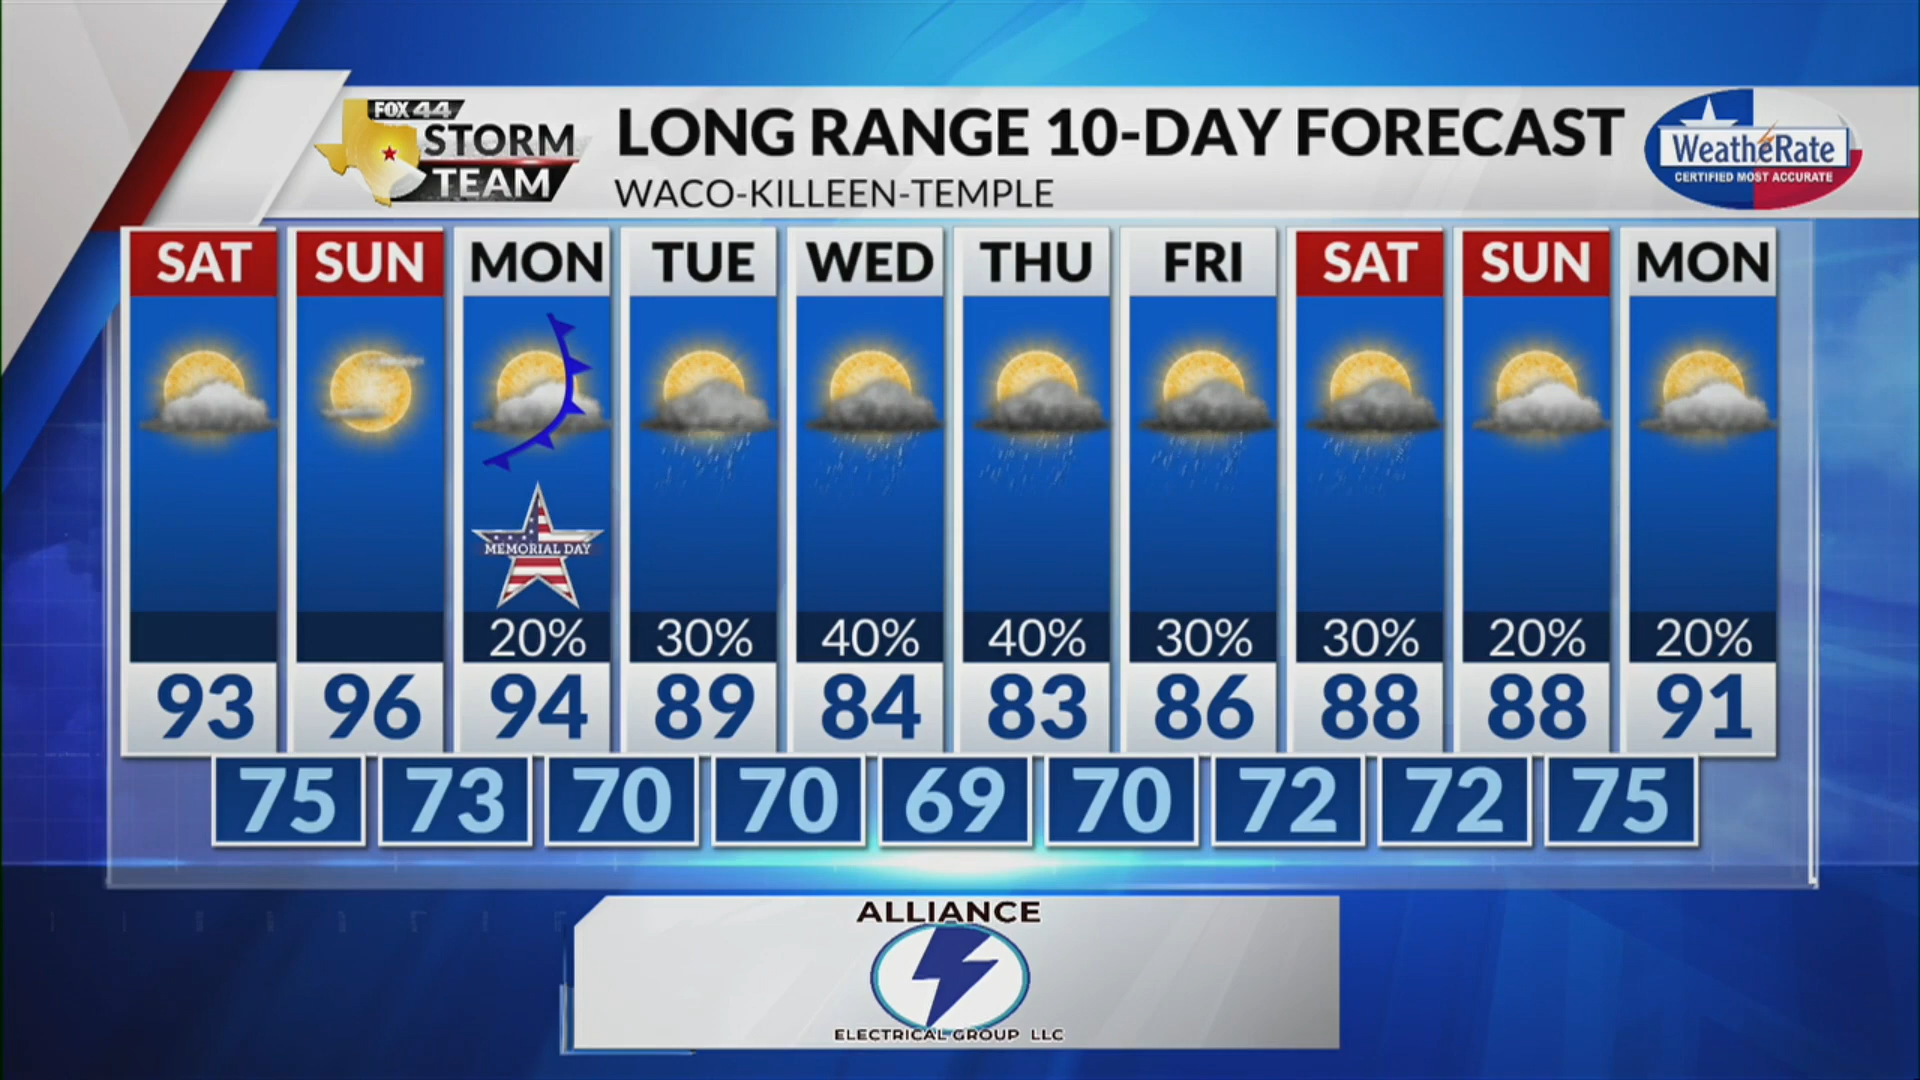 FOX 44
STORM
TEAM
LONG RANGE 10-DAY FORECAST
WACO-KILLEEN-TEMPLE
WeatheRate
CERTIFIED MOST ACCURATE
SAT SUN MON TUE WED THU FRI SAT SUN MON
MEMORIAL DAY
20% 30% 40% 40% 30% 30% 20% 20%
93 96 94 89 84 83 86 88 88 91
75 73 70 70 69 70 72 72 75
ALLIANCE
ELECTRICAL GROUP LLC